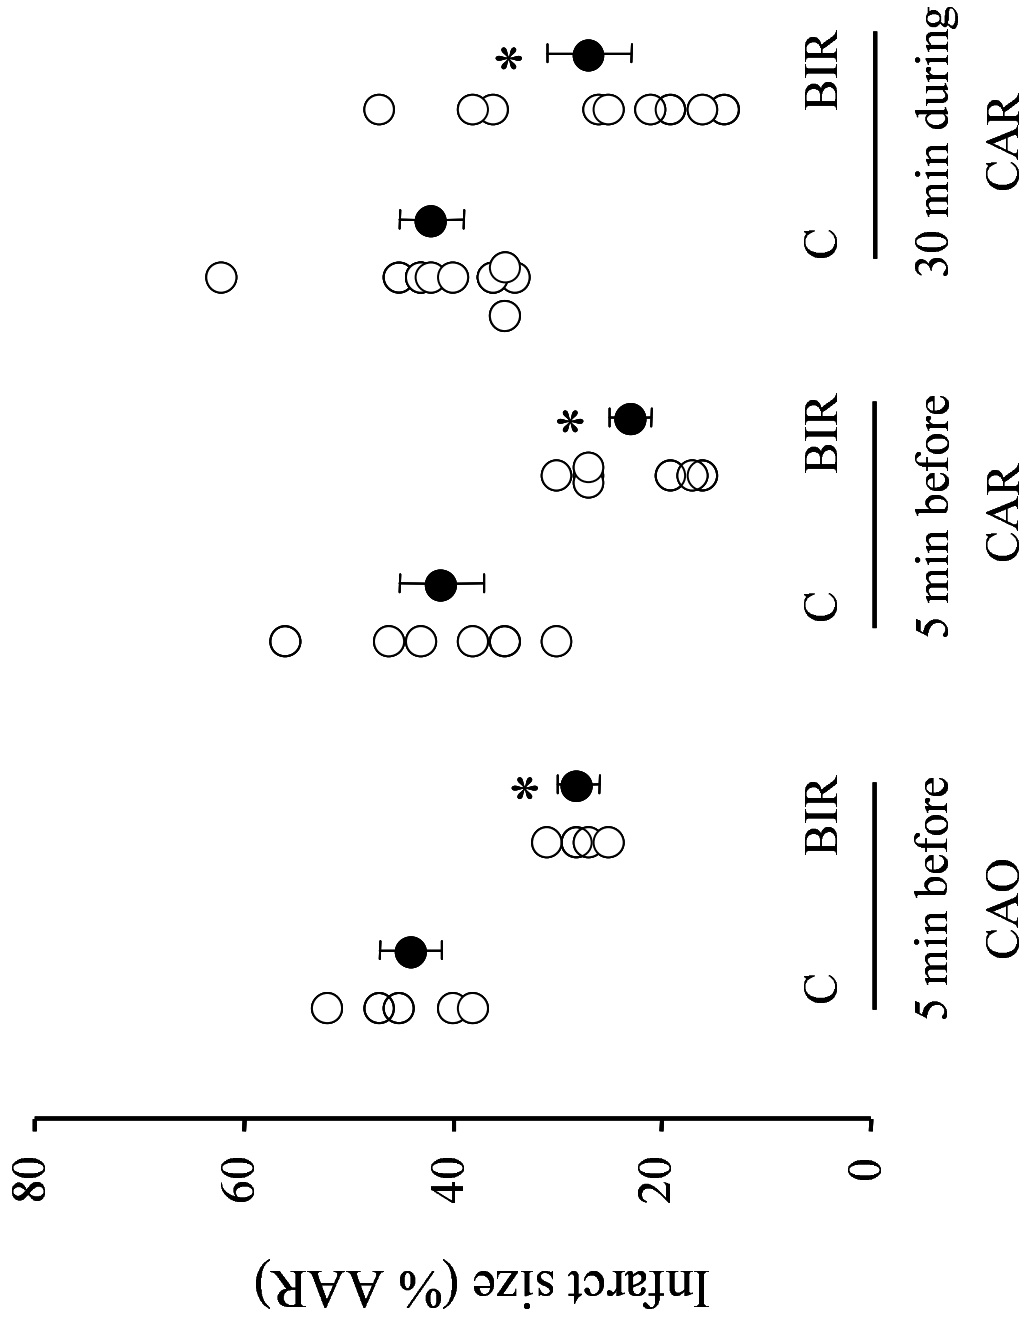 Infarct size (% AAR)
80
60
40
20
0
* * *
C BIR C BIR C BIR
5 min before 5 min before 30 min during
CAO CAR CAR